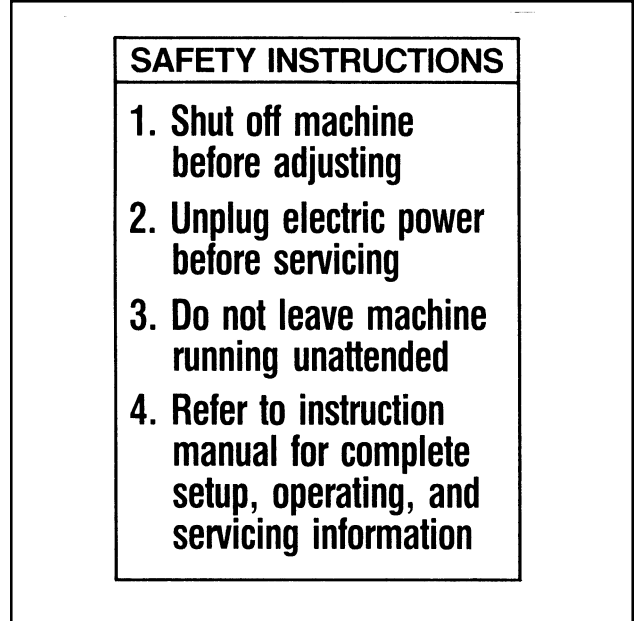 SAFETY INSTRUCTIONS
1. Shut off machine
before adjusting
2. Unplug electric power
before servicing
3. Do not leave machine
running unattended
4. Refer to instruction
manual for complete
setup, operating, and
servicing information